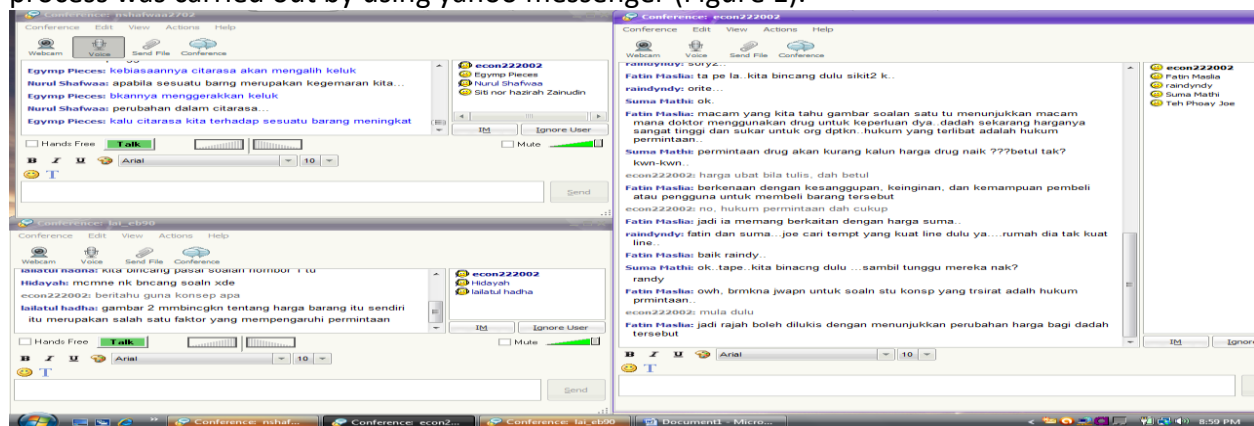 process was carried out by using yahoo messenger (Figure 2).
Conference: nshafwaa2702
Conference Edit View Actions Help
Webcam Voice Send File Conference
Egymp Pieces: kebiasaannya citarasa akan mengalih keluk
Nurul Shafwaa: apabila sesuatu barng merupakan kegemaran kita...
Egymp Pieces: bkannya menggerakkan keluk
Nurul Shafwaa: perubahan dalam citarasa...
Egymp Pieces: kalu citarasa kita terhadap sesuatu barang meningkat
econ222002
Egymp Pieces
Nurul Shafwaa
Siti nor hazirah Zainudin
IM Ignore User
Hands Free Talk Mute
B I U Arial 10
T
Send
Conference: lai_eb90
Conference Edit View Actions Help
Webcam Voice Send File Conference
lailatul hadha: kita bincang pasal soalan nombor 1 tu
Hidayah: mcmne nk bncang soaln xde
econ222002: beritahu guna konsep apa
lailatul hadha: gambar 2 mmbincgkn tentang harga barang itu sendiri
itu merupakan salah satu faktor yang mempengaruhi permintaan
econ222002
Hidayah
lailatul hadha
IM Ignore User
Hands Free Talk Mute
B I U Arial 10
T
Send
Conference: econ222002
Conference Edit View Actions Help
Webcam Voice Send File Conference
raindyndy: sory2..
Fatin Maslia: ta pe la..kita bincang dulu sikit2 k..
raindyndy: orite...
Suma Mathi: ok.
Fatin Maslia: macam yang kita tahu gambar soalan satu tu menunjukkan macam
mana doktor menggunakan drug untuk keperluan dya..dadah sekarang harganya
sangat tinggi dan sukar untuk org dptkn..hukum yang terlibat adalah hukum
permintaan..
Suma Mathi: permintaan drug akan kurang kalun harga drug naik ???betul tak?
kwn-kwn..
econ222002: harga ubat bila tulis, dah betul
Fatin Maslia: berkenaan dengan kesanggupan, keinginan, dan kemampuan pembeli
atau pengguna untuk membeli barang tersebut
econ222002: no, hukum permintaan dah cukup
Fatin Maslia: jadi ia memang berkaitan dengan harga suma..
raindyndy: fatin dan suma...joe cari tempt yang kuat line dulu ya....rumah dia tak kuat
line..
Fatin Maslia: baik raindy..
Suma Mathi: ok..tape..kita binacng dulu ...sambil tunggu mereka nak?
randy
Fatin Maslia: owh, brmkna jwapn untuk soaln stu konsp yang trsirat adalh hukum
prmintaan..
econ222002: mula dulu
Fatin Maslia: jadi rajah boleh dilukis dengan menunjukkan perubahan harga bagi dadah
tersebut
econ222002
Fatin Maslia
raindyndy
Suma Mathi
Teh Phoay Joe
IM Ignore
B I U Arial 10
T
Conference: nshaf... Conference: econ2... Conference: lai_eb90 Document1 - Micro... 8:59 PM